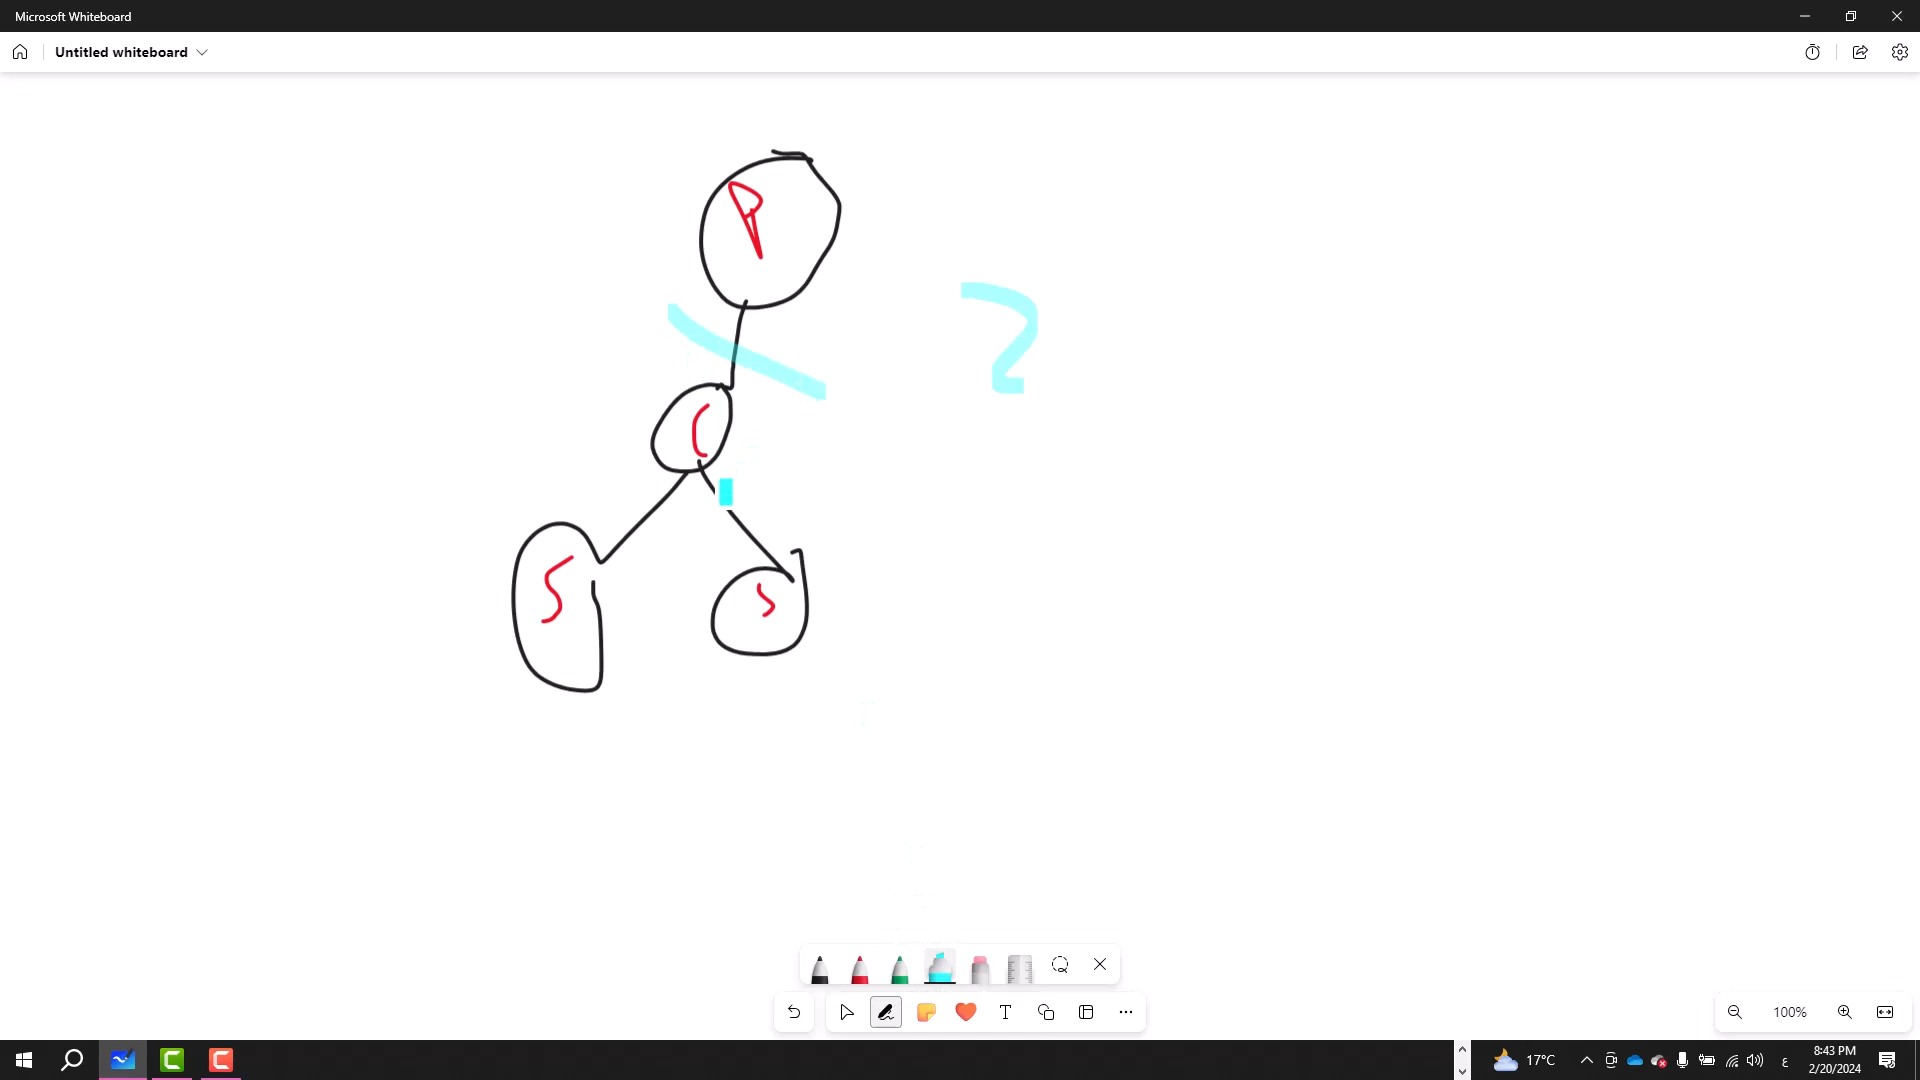 Microsoft Whiteboard
Untitled whiteboard
R
2
C
S
S
100%
17°C
ع
8:43 PM
2/20/2024